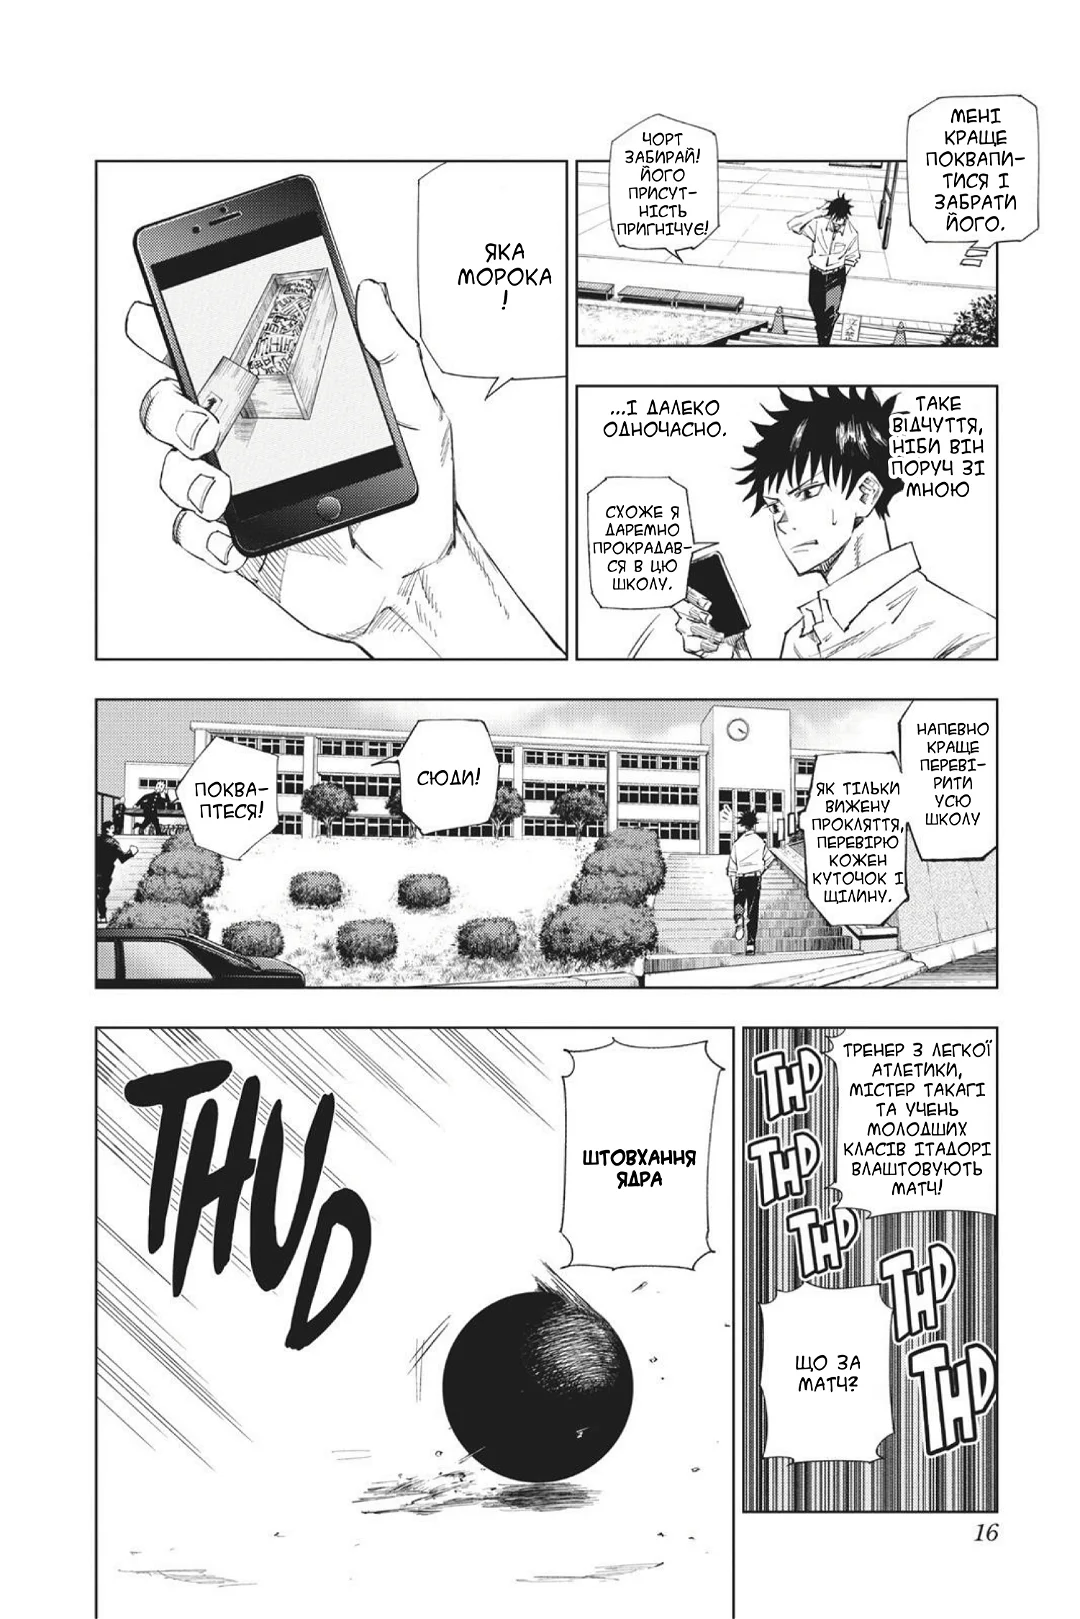 МЕНІ
КРАЩЕ
ПОКВАПИ-
ТИСЯ І
ЗАБРАТИ
ЙОГО.
ЧОРТ
ЗАБИРАЙ!
ЙОГО
ПРИСУТ-
НІСТЬ
ПРИГНІЧУЄ!
ТАКЕ
ВІДЧУТТЯ,
НІБИ ВІН
ПОРУЧ ЗІ
МНОЮ
...І ДАЛЕКО
ОДНОЧАСНО.
СХОЖЕ Я
ДАРЕМНО
ПРОКРАДАВ-
СЯ В ЦЮ
ШКОЛУ.
ЯКА
МОРОКА
!
НАПЕВНО
КРАЩЕ
ПЕРЕВІ-
РИТИ
УСЮ
ШКОЛУ
ЯК ТІЛЬКИ
ВИЖЕНУ
ПРОКЛЯТТЯ,
ПЕРЕВІРЮ
КОЖЕН
КУТОЧОК І
ЩІЛИНУ.
СЮДИ!
ПОКВА-
ПТЕСЯ!
ТРЕНЕР З ЛЕГКОЇ
АТЛЕТИКИ,
МІСТЕР ТАКАГІ
ТА УЧЕНЬ
МОЛОДШИХ
КЛАСІВ ІТАДОРІ
ВЛАШТОВУЮТЬ
МАТЧ!
THD
THD
THD
THD
THD
ЩО ЗА
МАТЧ?
ШТОВХАННЯ
ЯДРА
THUD
16